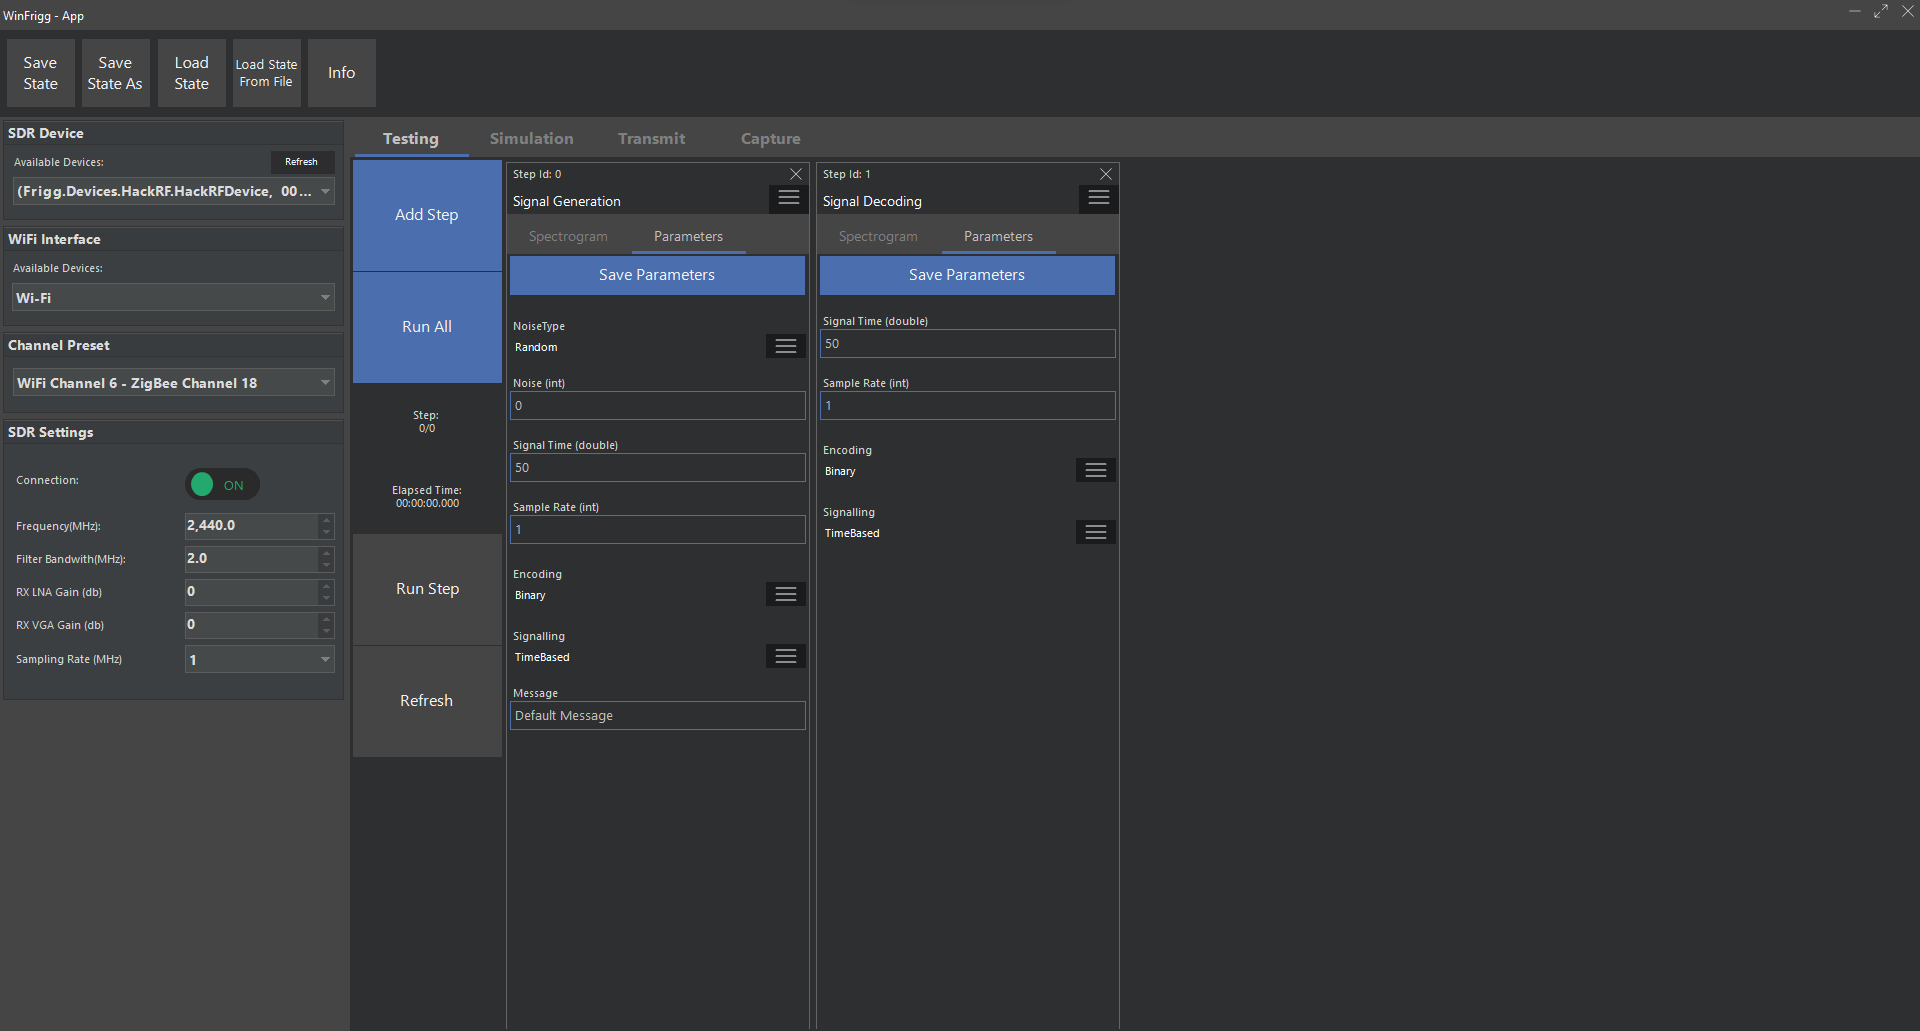 WinFrigg - App
Save
State
Save
State As
Load
State
Load State
From File
Info
SDR Device
Available Devices:
Refresh
(Frigg.Devices.HackRF.HackRFDevice, 00...
WiFi Interface
Available Devices:
Wi-Fi
Channel Preset
WiFi Channel 6 - ZigBee Channel 18
SDR Settings
Connection:
ON
Frequency(MHz):
2,440.0
Filter Bandwith(MHz):
2.0
RX LNA Gain (db)
0
RX VGA Gain (db)
0
Sampling Rate (MHz)
1
Testing
Simulation
Transmit
Capture
Add Step
Run All
Step:
0/0
Elapsed Time:
00:00:00.000
Run Step
Refresh
Step Id: 0
Signal Generation
Spectrogram
Parameters
Save Parameters
NoiseType
Random
Noise (int)
0
Signal Time (double)
50
Sample Rate (int)
1
Encoding
Binary
Signalling
TimeBased
Message
Default Message
Step Id: 1
Signal Decoding
Spectrogram
Parameters
Save Parameters
Signal Time (double)
50
Sample Rate (int)
1
Encoding
Binary
Signalling
TimeBased